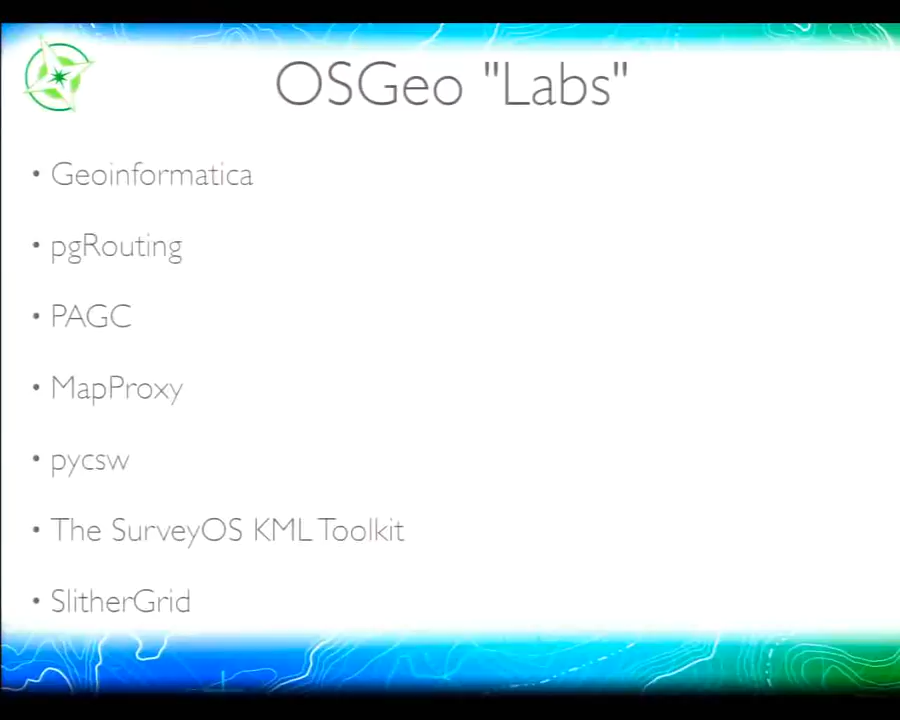 OSGeo "Labs"
• Geoinformatica
• pgRouting
• PAGC
• MapProxy
• pycsw
• The SurveyOS KML Toolkit
• SlitherGrid